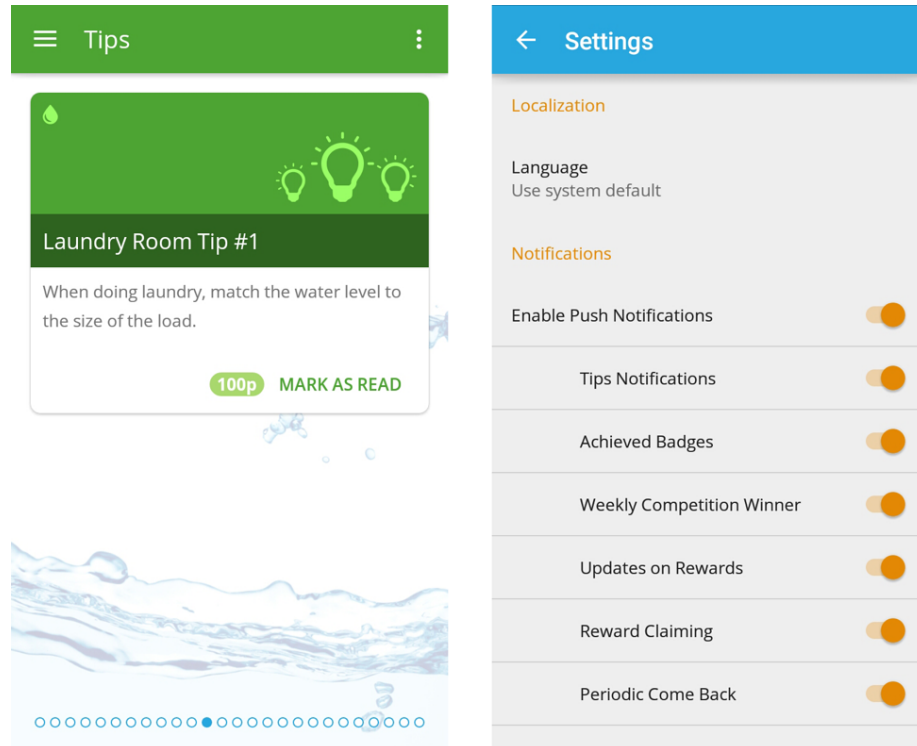 Tips
Laundry Room Tip #1
When doing laundry, match the water level to
the size of the load.
100p MARK AS READ
Settings
Localization
Language
Use system default
Notifications
Enable Push Notifications
Tips Notifications
Achieved Badges
Weekly Competition Winner
Updates on Rewards
Reward Claiming
Periodic Come Back